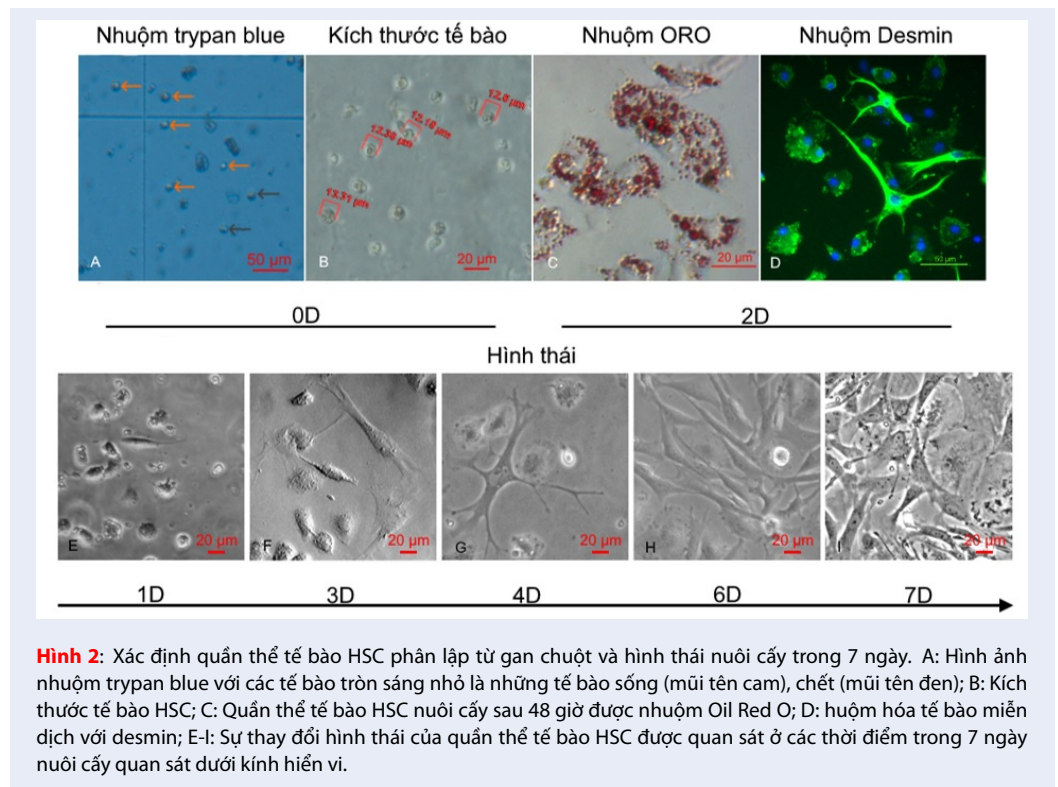 Nhuộm trypan blue Kích thước tế bào Nhuộm ORO Nhuộm Desmin
12.0 µm
12.10 µm
12.30 µm
13.31 µm
A 50 µm B 20 µm C 20 µm D 50 µm
0D 2D
Hình thái
E 20 µm F 20 µm G 20 µm H 20 µm I 20 µm
1D 3D 4D 6D 7D
Hình 2: Xác định quần thể tế bào HSC phân lập từ gan chuột và hình thái nuôi cấy trong 7 ngày. A: Hình ảnh
nhuộm trypan blue với các tế bào tròn sáng nhỏ là những tế bào sống (mũi tên cam), chết (mũi tên đen); B: Kích
thước tế bào HSC; C: Quần thể tế bào HSC nuôi cấy sau 48 giờ được nhuộm Oil Red O; D: huộm hóa tế bào miễn
dịch với desmin; E-I: Sự thay đổi hình thái của quần thể tế bào HSC được quan sát ở các thời điểm trong 7 ngày
nuôi cấy quan sát dưới kính hiển vi.